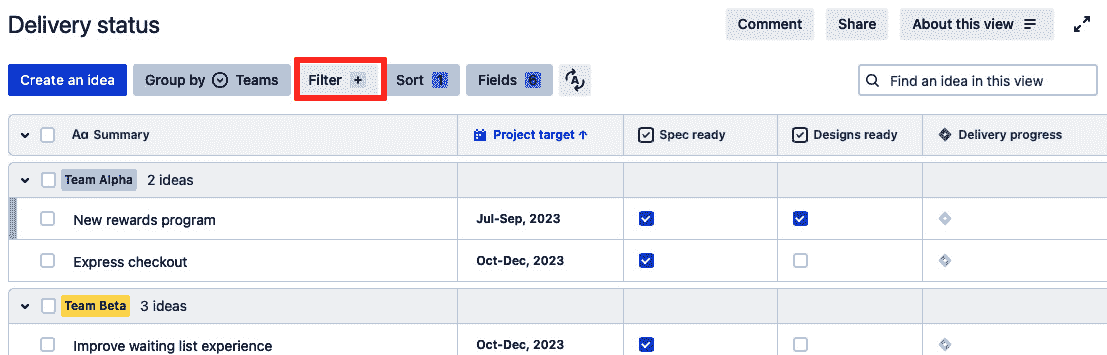 Delivery status
Comment Share About this view
Create an idea Group by Teams Filter + Sort 1 Fields 6 Find an idea in this view
Aa Summary Project target ↑ Spec ready Designs ready Delivery progress
Team Alpha 2 ideas
New rewards program Jul-Sep, 2023
Express checkout Oct-Dec, 2023
Team Beta 3 ideas
Improve waiting list experience Oct-Dec, 2023